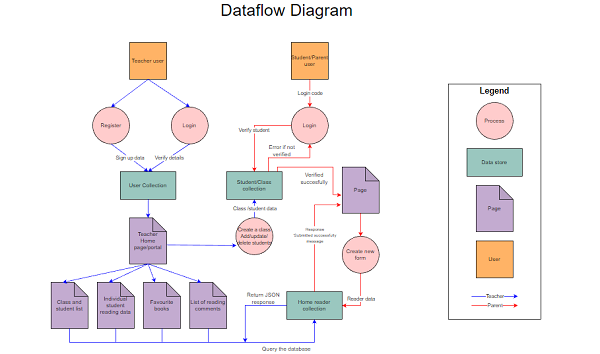 Dataflow Diagram
Teacher user
Student/Parent
user
Login code
Register
Login
Login
Sign up data
Verify details
Verify student
Error if not
verified
User Collection
Student/Class
collection
Verified
succesfully
Page
Class /student data
Teacher
Home
page/portal
Create a class
Add/update/
delete students
Response
Submitted successfully
message
Create new
form
Reader data
Class and
student list
Individual
student
reading data
Favourite
books
List of reading
comments
Return JSON
response
Home reader
collection
Query the database
Legend
Process
Data store
Page
User
Teacher
Parent